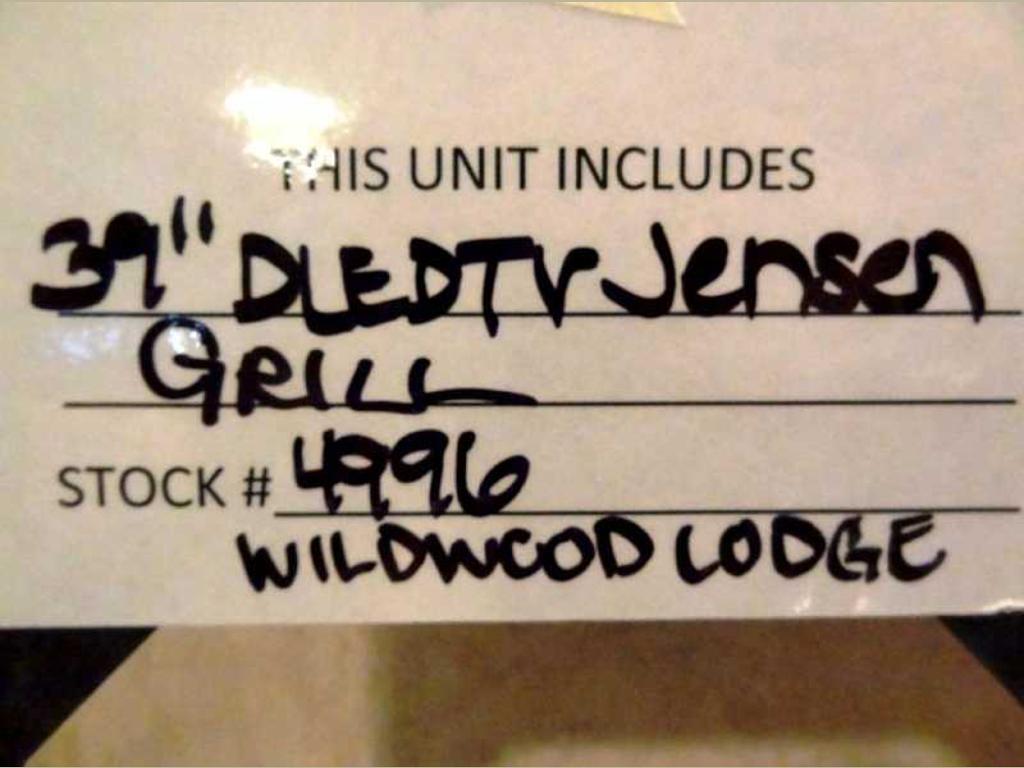 THIS UNIT INCLUDES
39" DLEDTV Jensen
GRILL
STOCK # 4996
WILDWOOD LODGE